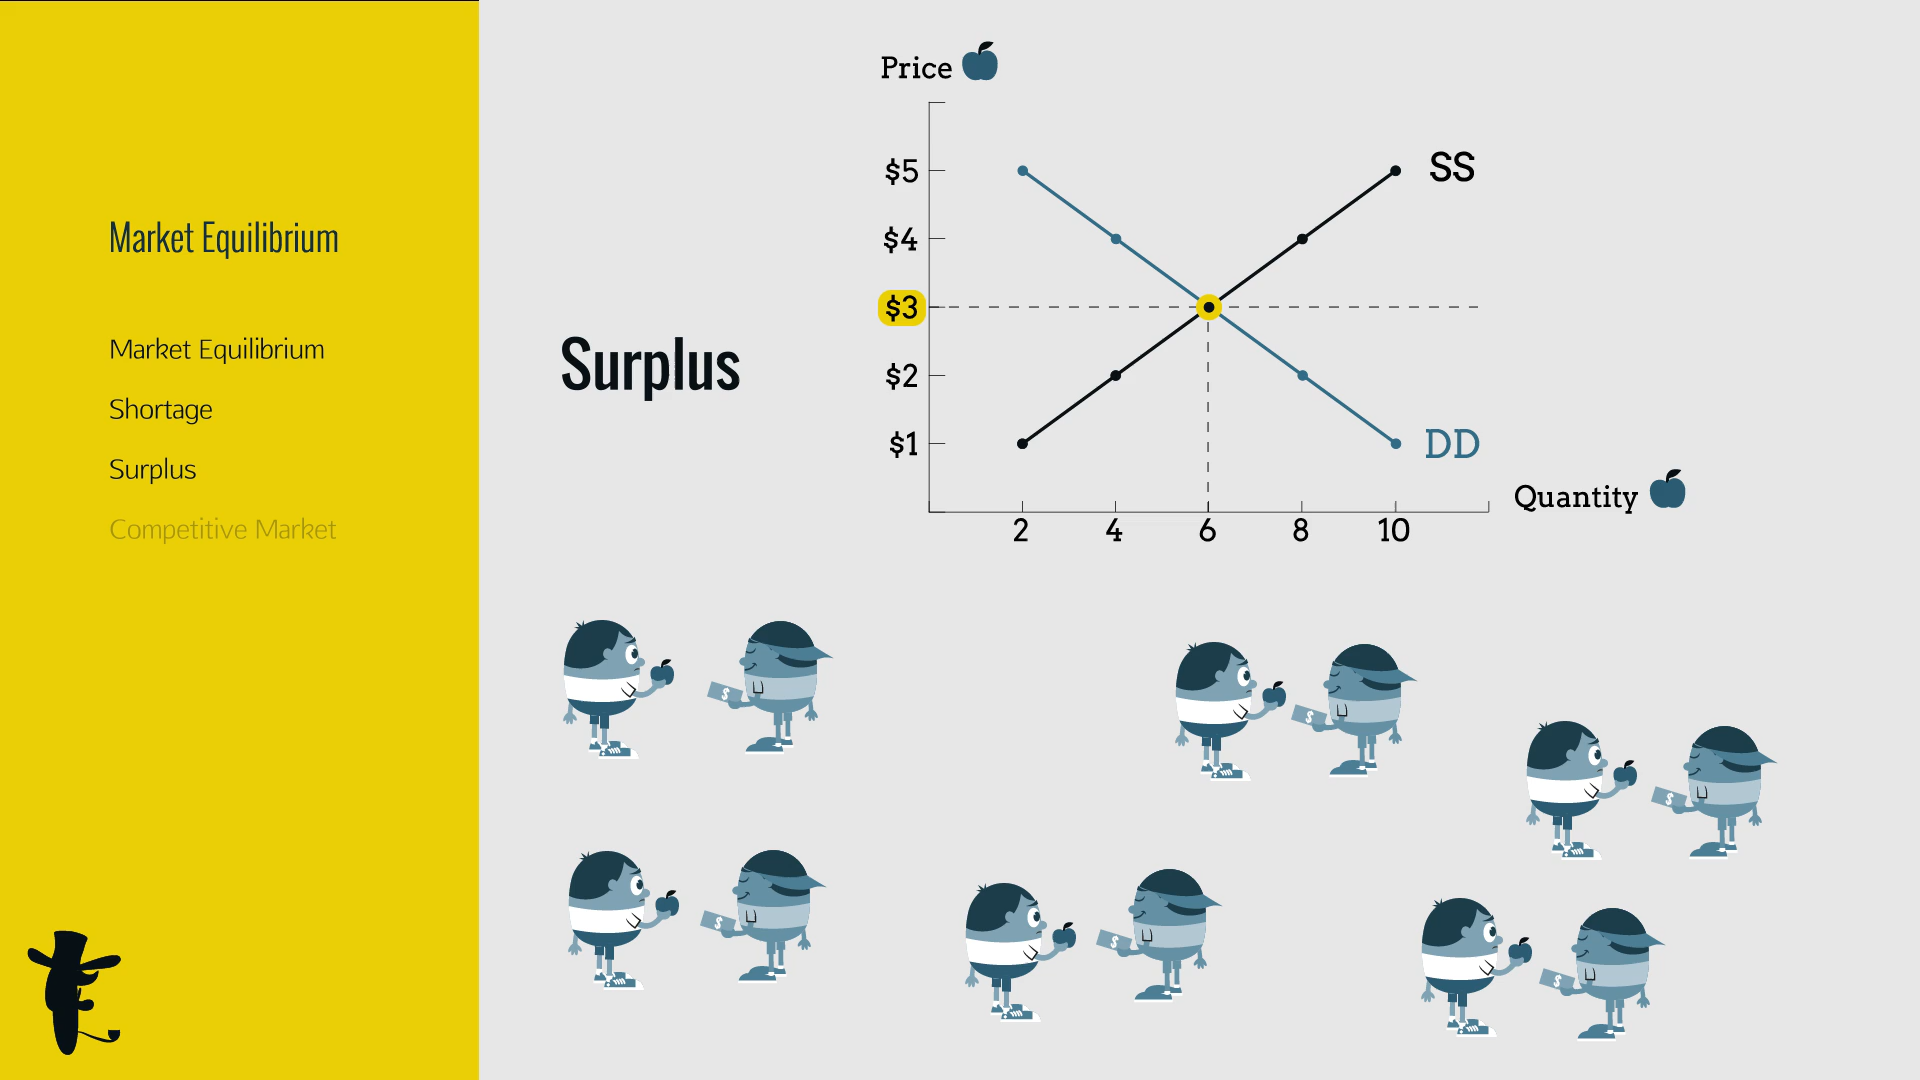 Market Equilibrium
Market Equilibrium
Shortage
Surplus
Competitive Market
Surplus
Price
$5
$4
$3
$2
$1
SS
DD
Quantity
2 4 6 8 10
$ $
$
$ $
$